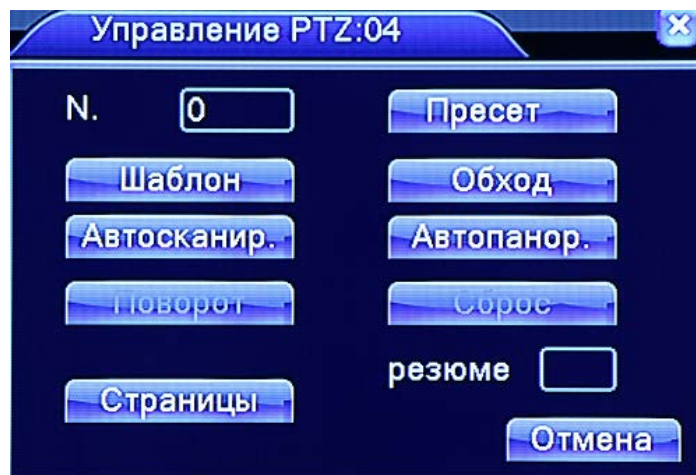 Управление PTZ:04
N. 0 Пресет
Шаблон Обход
Автосканир. Автопанор.
Поворот Сброс
резюме
Страницы
Отмена